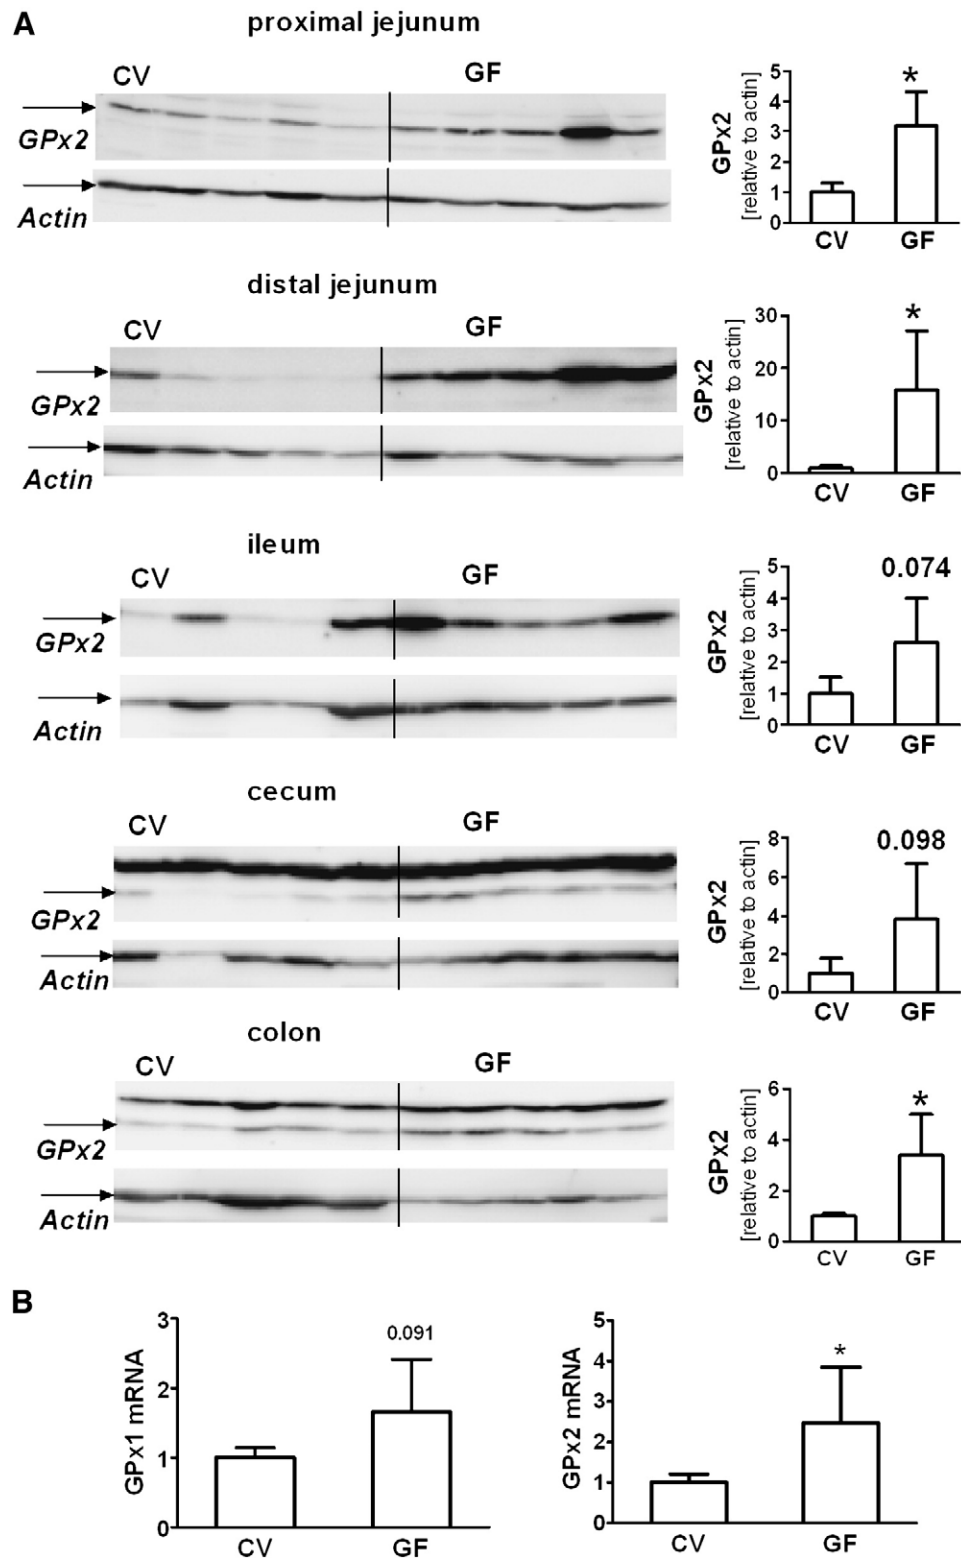 A
proximal jejunum
CV GF
GPx2
Actin
GPx2
[relative to actin]
5
4
3
2
1
0
*
CV GF
distal jejunum
CV GF
GPx2
Actin
GPx2
[relative to actin]
30
20
10
0
*
CV GF
ileum
CV GF
GPx2
Actin
GPx2
[relative to actin]
5
4
3
2
1
0
0.074
CV GF
cecum
CV GF
GPx2
Actin
GPx2
[relative to actin]
8
6
4
2
0
0.098
CV GF
colon
CV GF
GPx2
Actin
GPx2
[relative to actin]
6
4
2
0
*
CV GF
B
GPx1 mRNA
3
2
1
0
0.091
CV GF
GPx2 mRNA
5
4
3
2
1
0
*
CV GF